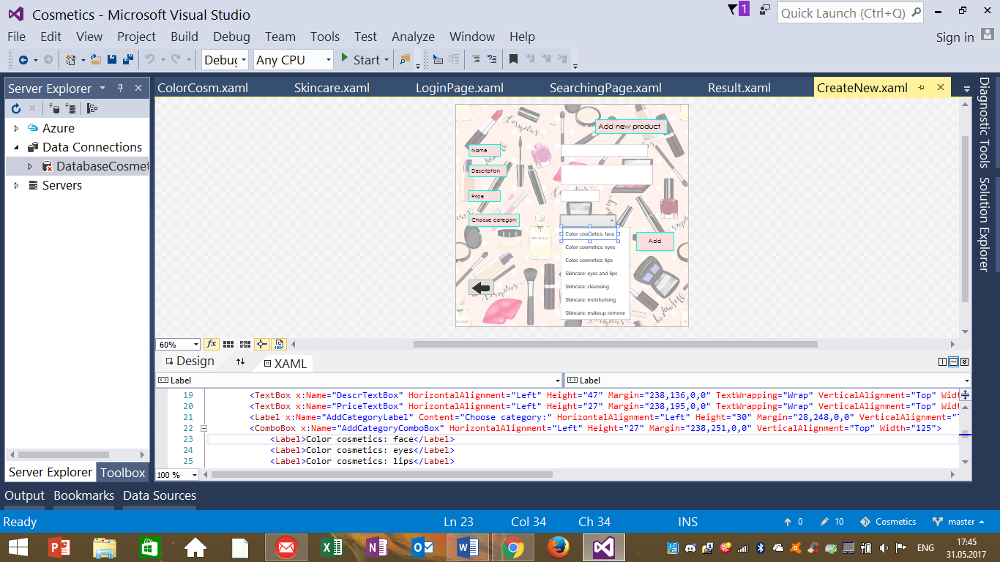 Cosmetics - Microsoft Visual Studio
1
Quick Launch (Ctrl+Q)
File Edit View Project Build Debug Team Tools Test Analyze Window Help
Sign in
Debug Any CPU Start
Server Explorer
ColorCosm.xaml Skincare.xaml LoginPage.xaml SearchingPage.xaml Result.xaml CreateNew.xaml
Azure
Data Connections
DatabaseCosmet
Servers
Diagnostic Tools
Solution Explorer
Add new product
Name
Description
Price
Choose category
Color cosmetics: face
Color cosmetics: eyes
Color cosmetics: lips
Skincare: eyes and lips
Skincare: cleansing
Skincare: moisturising
Skincare: makeup remove
Add
60% fx
Design XAML
Label Label
19 <TextBox x:Name="DescrTextBox" HorizontalAlignment="Left" Height="47" Margin="238,136,0,0" TextWrapping="Wrap" VerticalAlignment="Top" Widt
20 <TextBox x:Name="PriceTextBox" HorizontalAlignment="Left" Height="27" Margin="238,195,0,0" TextWrapping="Wrap" VerticalAlignment="Top" Widt
21 <Label x:Name="AddCategoryLabel" Content="Choose category:" HorizontalAlignment="Left" Height="30" Margin="28,248,0,0" VerticalAlignment="T
22 <ComboBox x:Name="AddCategoryComboBox" HorizontalAlignment="Left" Height="27" Margin="238,251,0,0" VerticalAlignment="Top" Width="125">
23 <Label>Color cosmetics: face</Label>
24 <Label>Color cosmetics: eyes</Label>
25 <Label>Color cosmetics: lips</Label>
100 %
Server Explorer Toolbox
Output Bookmarks Data Sources
Ready Ln 23 Col 34 Ch 34 INS 0 10 Cosmetics master
ENG
17:45
31.05.2017